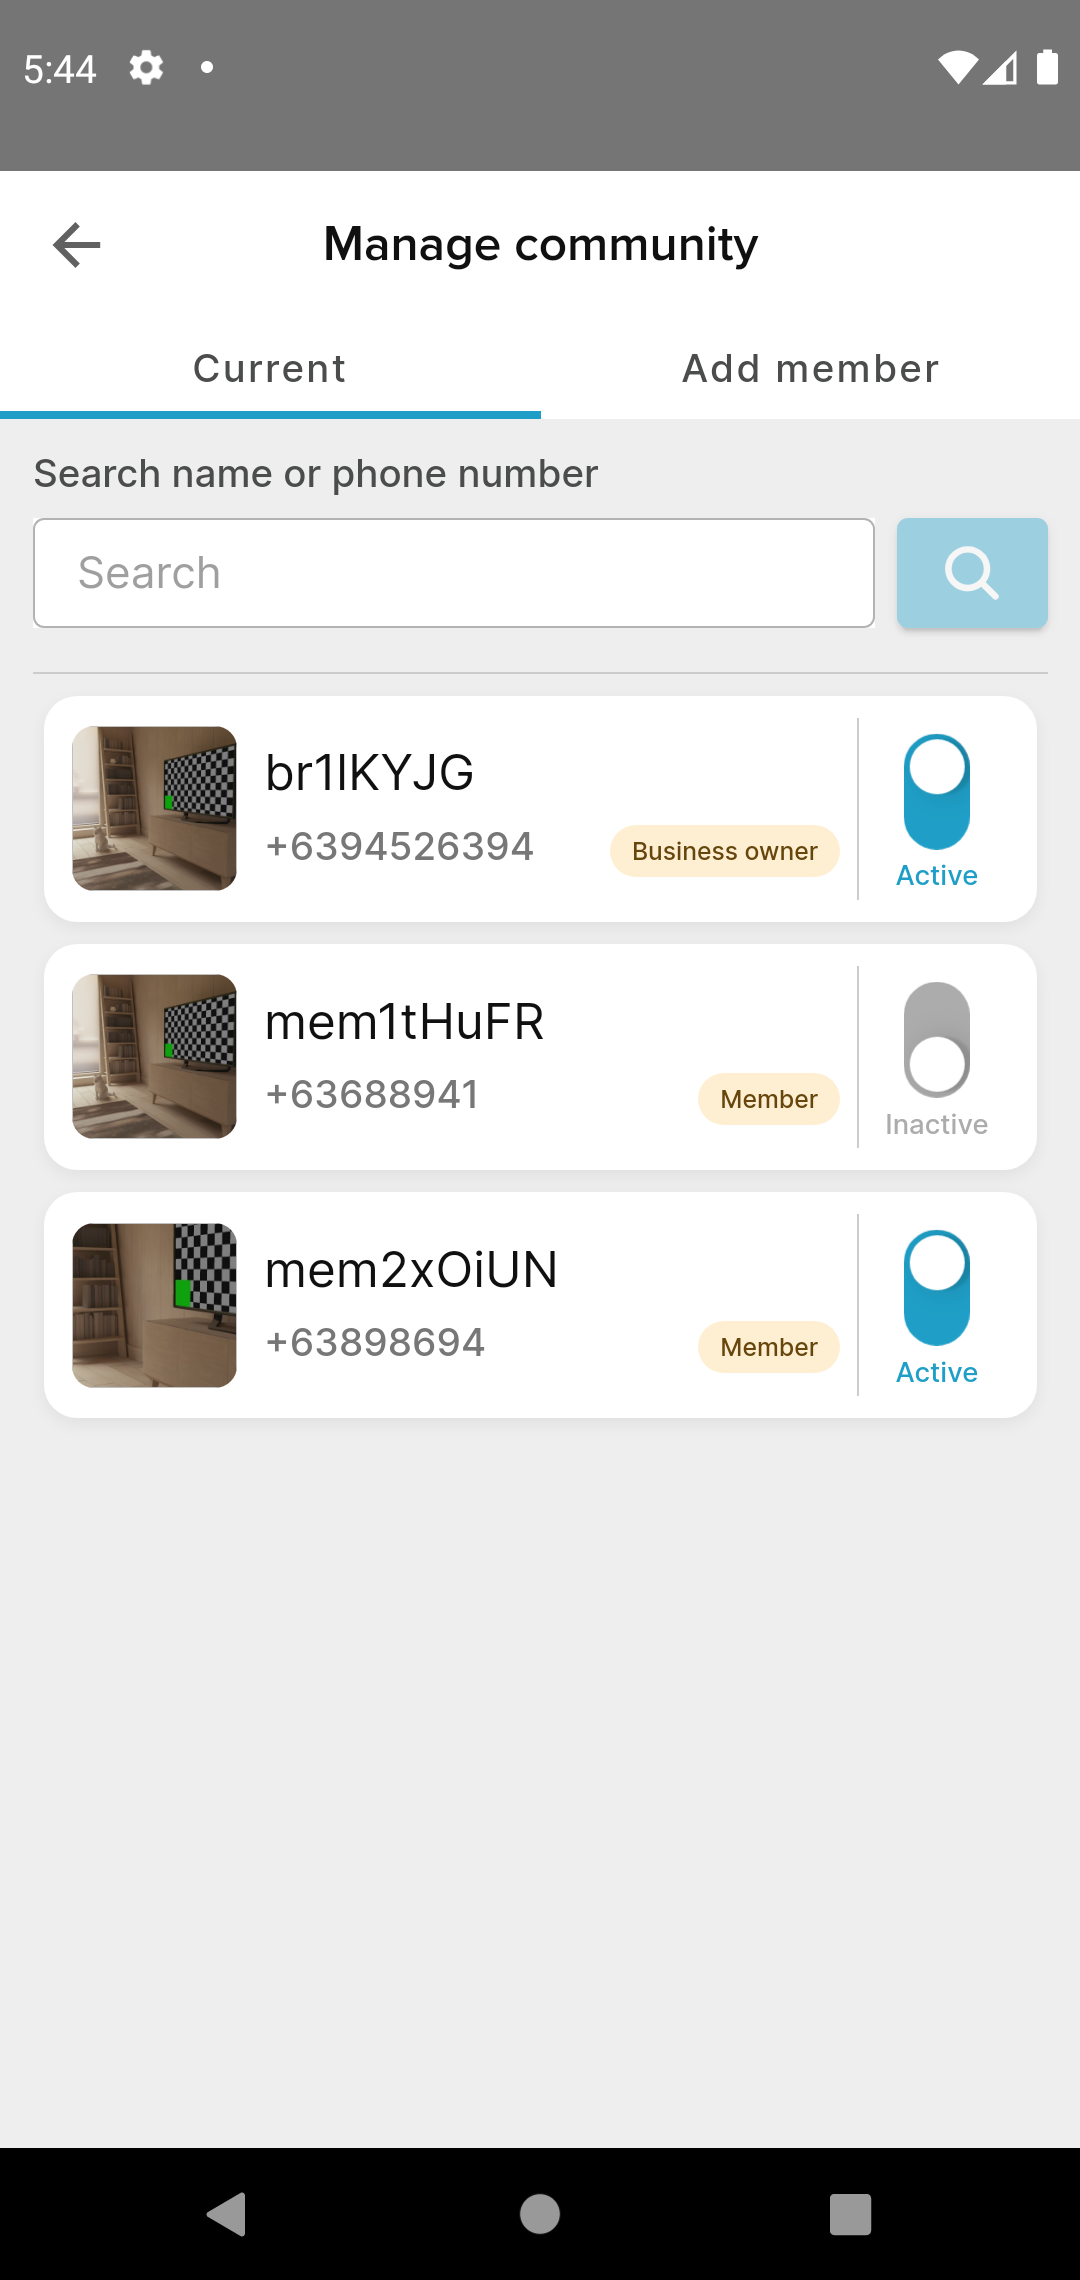 5:44
Manage community
Current
Add member
Search name or phone number
Search
br1IKYJG
+6394526394
Business owner
Active
mem1tHuFR
+63688941
Member
Inactive
mem2xOiUN
+63898694
Member
Active